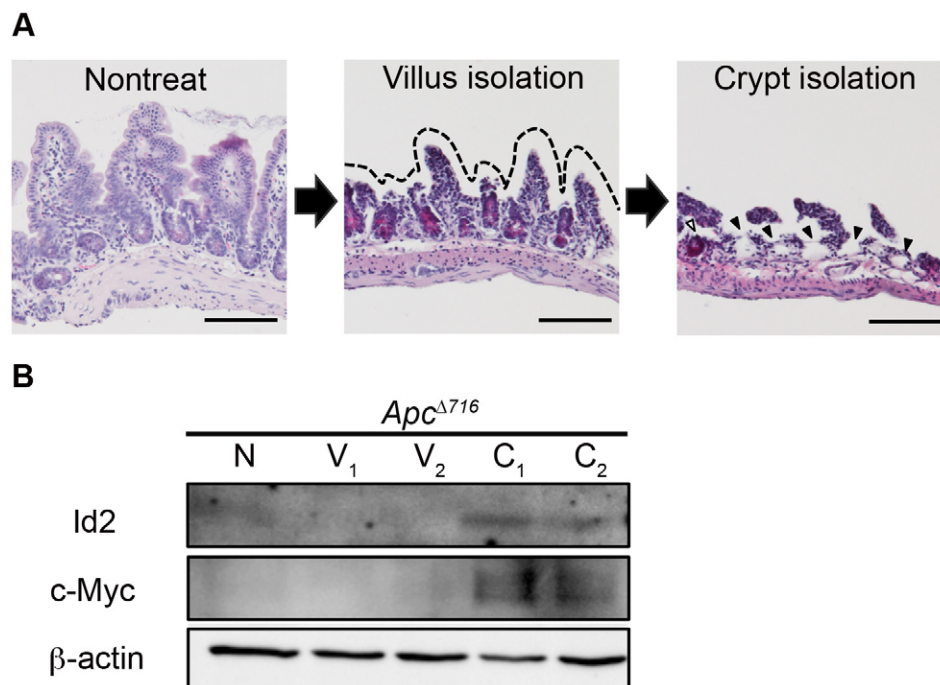 A
Nontreat Villus isolation Crypt isolation
B
Apc^Δ716
N V₁ V₂ C₁ C₂
Id2
c-Myc
β-actin